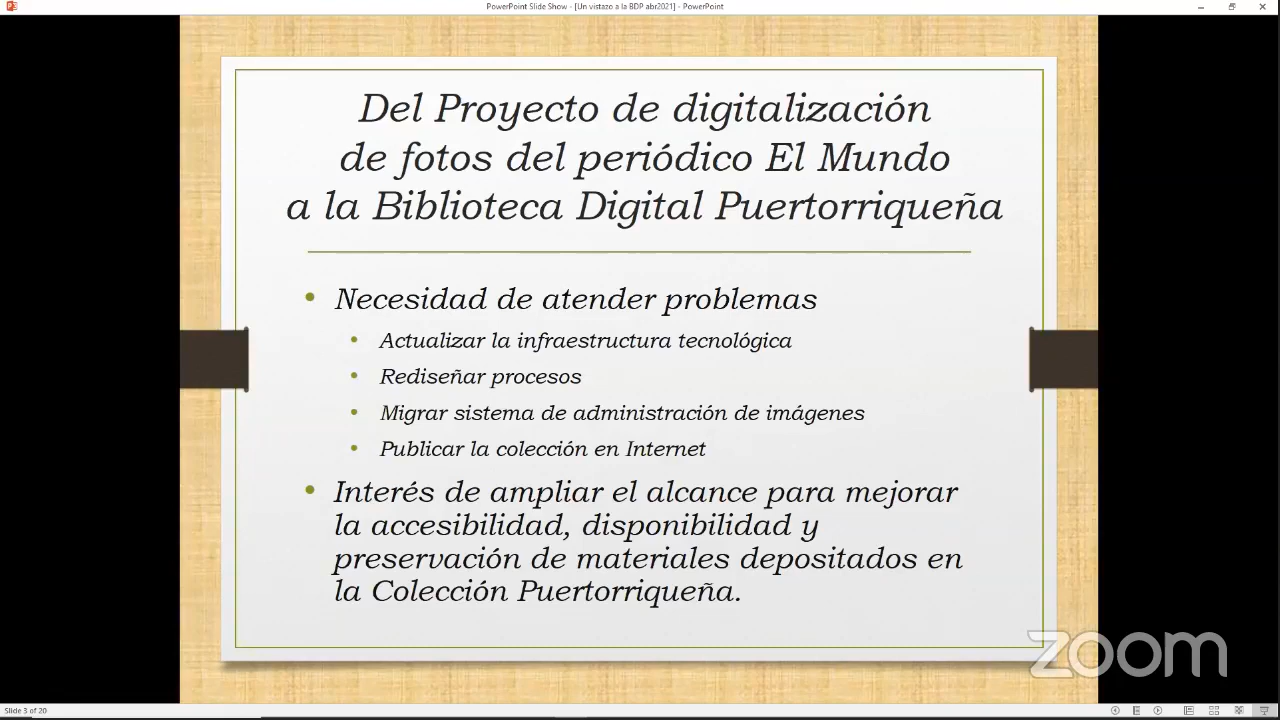 PowerPoint Slide Show - [Un vistazo a la BDP abr2021] - PowerPoint
Del Proyecto de digitalización
de fotos del periódico El Mundo
a la Biblioteca Digital Puertorriqueña
• Necesidad de atender problemas
• Actualizar la infraestructura tecnológica
• Rediseñar procesos
• Migrar sistema de administración de imágenes
• Publicar la colección en Internet
• Interés de ampliar el alcance para mejorar
la accesibilidad, disponibilidad y
preservación de materiales depositados en
la Colección Puertorriqueña.
zoom
Slide 3 of 20